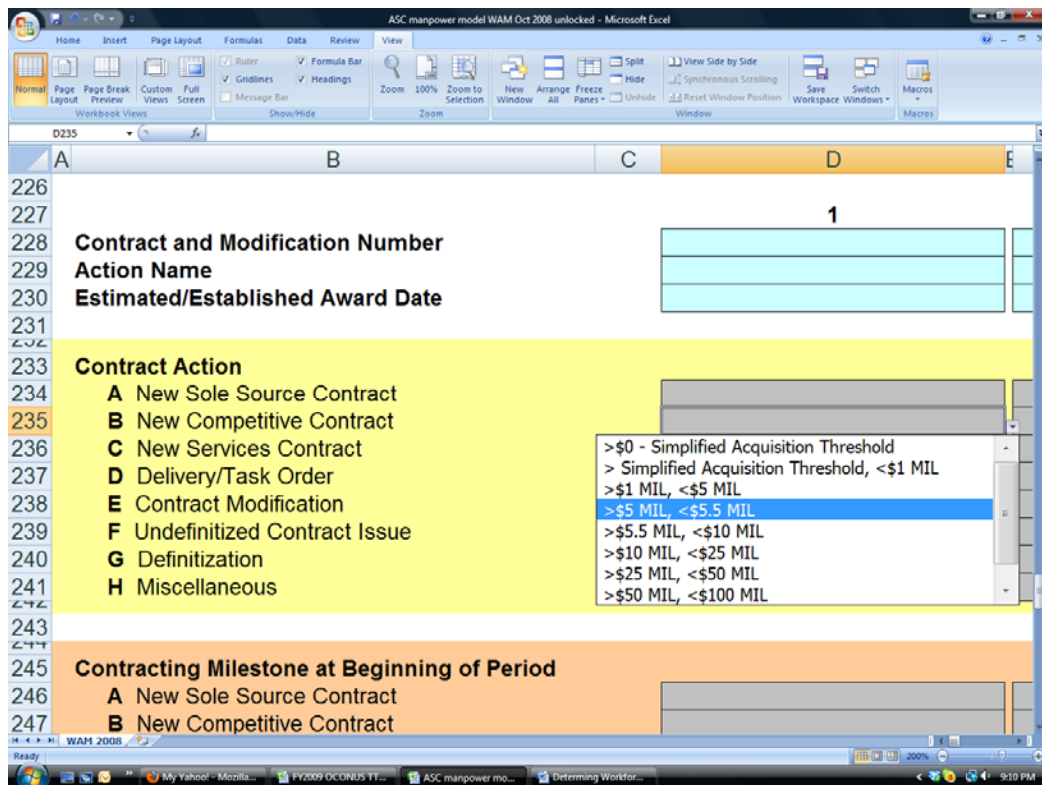 ASC manpower model WAM Oct 2008 unlocked - Microsoft Excel
Home Insert Page Layout Formulas Data Review View
Normal Page Layout Page Break Preview Custom Views Full Screen
Ruler Formula Bar
Gridlines Headings
Message Bar
Zoom 100% Zoom to Selection
New Window Arrange All Freeze Panes
Split
Hide
Unhide
View Side by Side
Synchronous Scrolling
Reset Window Position
Save Workspace Switch Windows
Macros
Workbook Views Show/Hide Zoom Window Macros
D235 fx
A B C D E
226
227 1
228 Contract and Modification Number
229 Action Name
230 Estimated/Established Award Date
231
232
233 Contract Action
234 A New Sole Source Contract
235 B New Competitive Contract
236 C New Services Contract
237 D Delivery/Task Order
238 E Contract Modification
239 F Undefinitized Contract Issue
240 G Definitization
241 H Miscellaneous
242
>$0 - Simplified Acquisition Threshold
> Simplified Acquisition Threshold, <$1 MIL
>$1 MIL, <$5 MIL
>$5 MIL, <$5.5 MIL
>$5.5 MIL, <$10 MIL
>$10 MIL, <$25 MIL
>$25 MIL, <$50 MIL
>$50 MIL, <$100 MIL
243
244
245 Contracting Milestone at Beginning of Period
246 A New Sole Source Contract
247 B New Competitive Contract
WAM 2008
Ready 200%
My Yahoo! - Mozilla... FY2009 OCONUS TT... ASC manpower mo... Determing Workfor... 9:10 PM